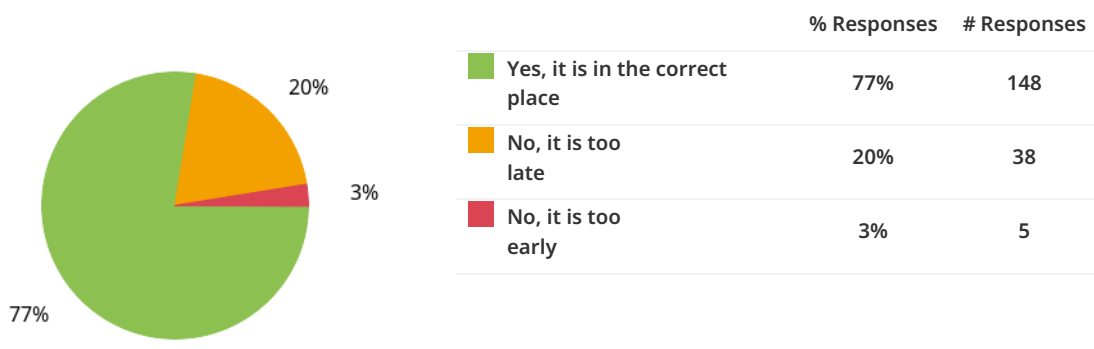 % Responses # Responses
Yes, it is in the correct
place
77% 148
No, it is too
late
20% 38
No, it is too
early
3% 5
20%
3%
77%